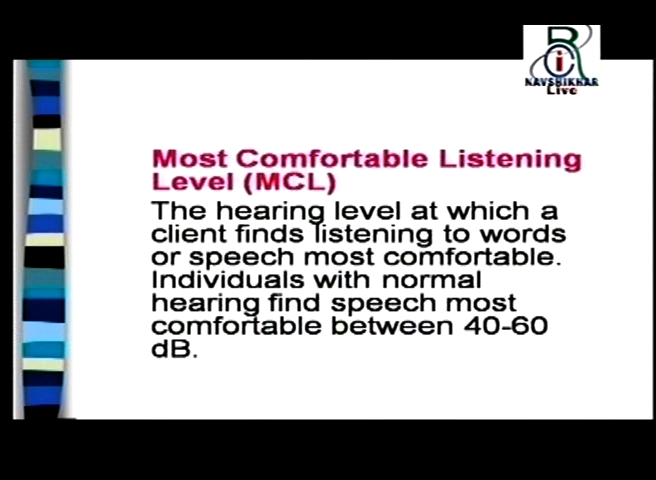 R
C
i
NAVSHIKHAR
Live
Most Comfortable Listening
Level (MCL)
The hearing level at which a
client finds listening to words
or speech most comfortable.
Individuals with normal
hearing find speech most
comfortable between 40-60
dB.